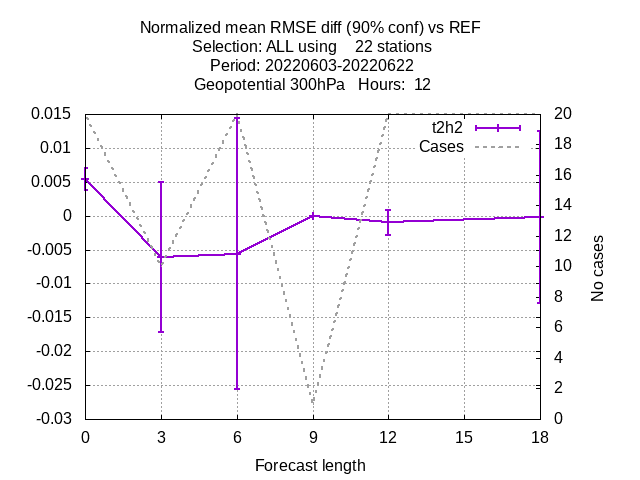 Normalized mean RMSE diff (90% conf) vs REF
Selection: ALL using    22 stations
Period: 20220603-20220622
Geopotential 300hPa   Hours:  12
t2h2
Cases
0.015
0.01
0.005
0
-0.005
-0.01
-0.015
-0.02
-0.025
-0.03
20
18
16
14
12
10
8
6
4
2
0
No cases
0 3 6 9 12 15 18
Forecast length